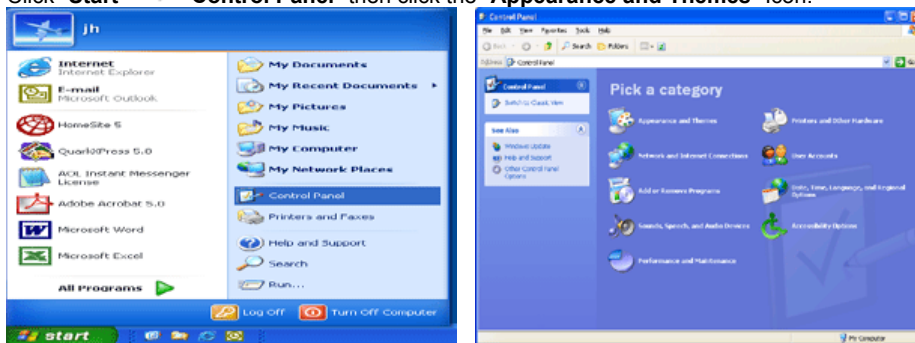 Click "Start" > "Control Panel" then click the "Appearance and Themes" icon.
jh
Internet
Internet Explorer
E-mail
Microsoft Outlook
HomeSite 5
QuarkXPress 5.0
AOL Instant Messenger
License
Adobe Acrobat 5.0
Microsoft Word
Microsoft Excel
All Programs
My Documents
My Recent Documents
My Pictures
My Music
My Computer
My Network Places
Control Panel
Printers and Faxes
Help and Support
Search
Run...
Log Off
Turn Off Computer
start
Control Panel
File Edit View Favorites Tools Help
Back Search Folders
Address Control Panel Go
Control Panel
Switch to Classic View
See Also
Windows Update
Help and Support
Other Control Panel
Options
Pick a category
Appearance and Themes
Printers and Other Hardware
Network and Internet Connections
User Accounts
Add or Remove Programs
Date, Time, Language, and Regional
Options
Sounds, Speech, and Audio Devices
Accessibility Options
Performance and Maintenance
My Computer